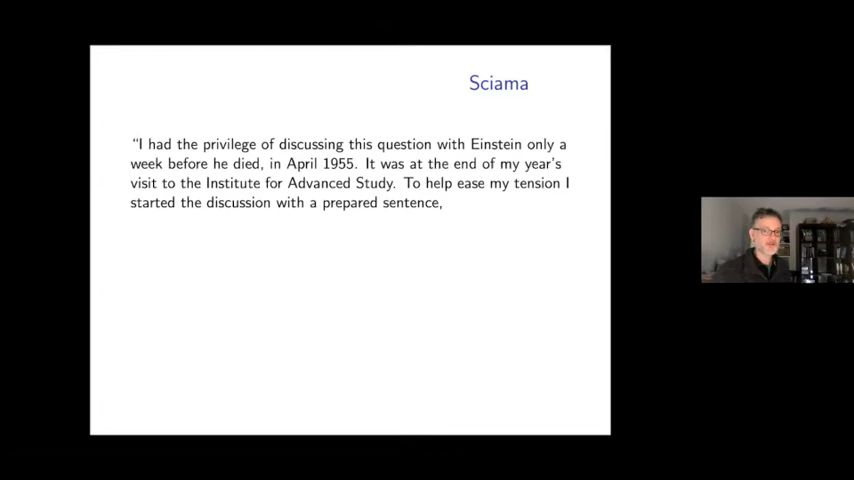 Sciama
“I had the privilege of discussing this question with Einstein only a
week before he died, in April 1955. It was at the end of my year’s
visit to the Institute for Advanced Study. To help ease my tension I
started the discussion with a prepared sentence,